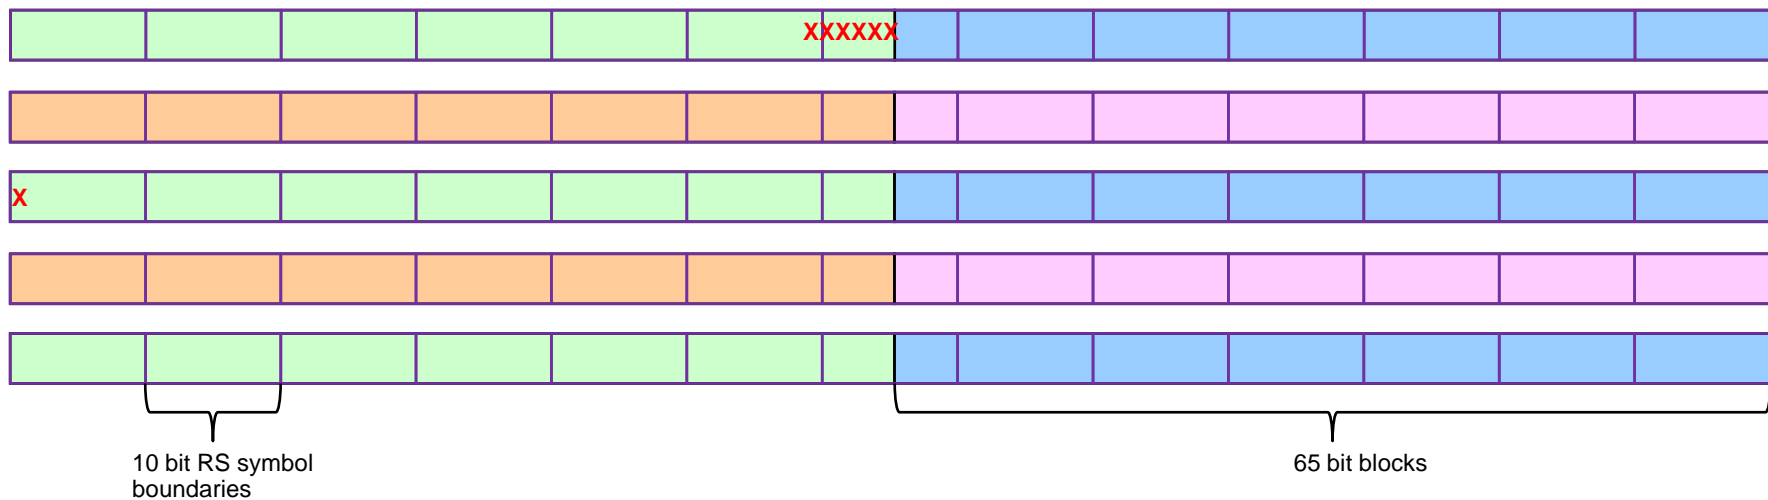 XXXXXX
X
10 bit RS symbol
boundaries
65 bit blocks